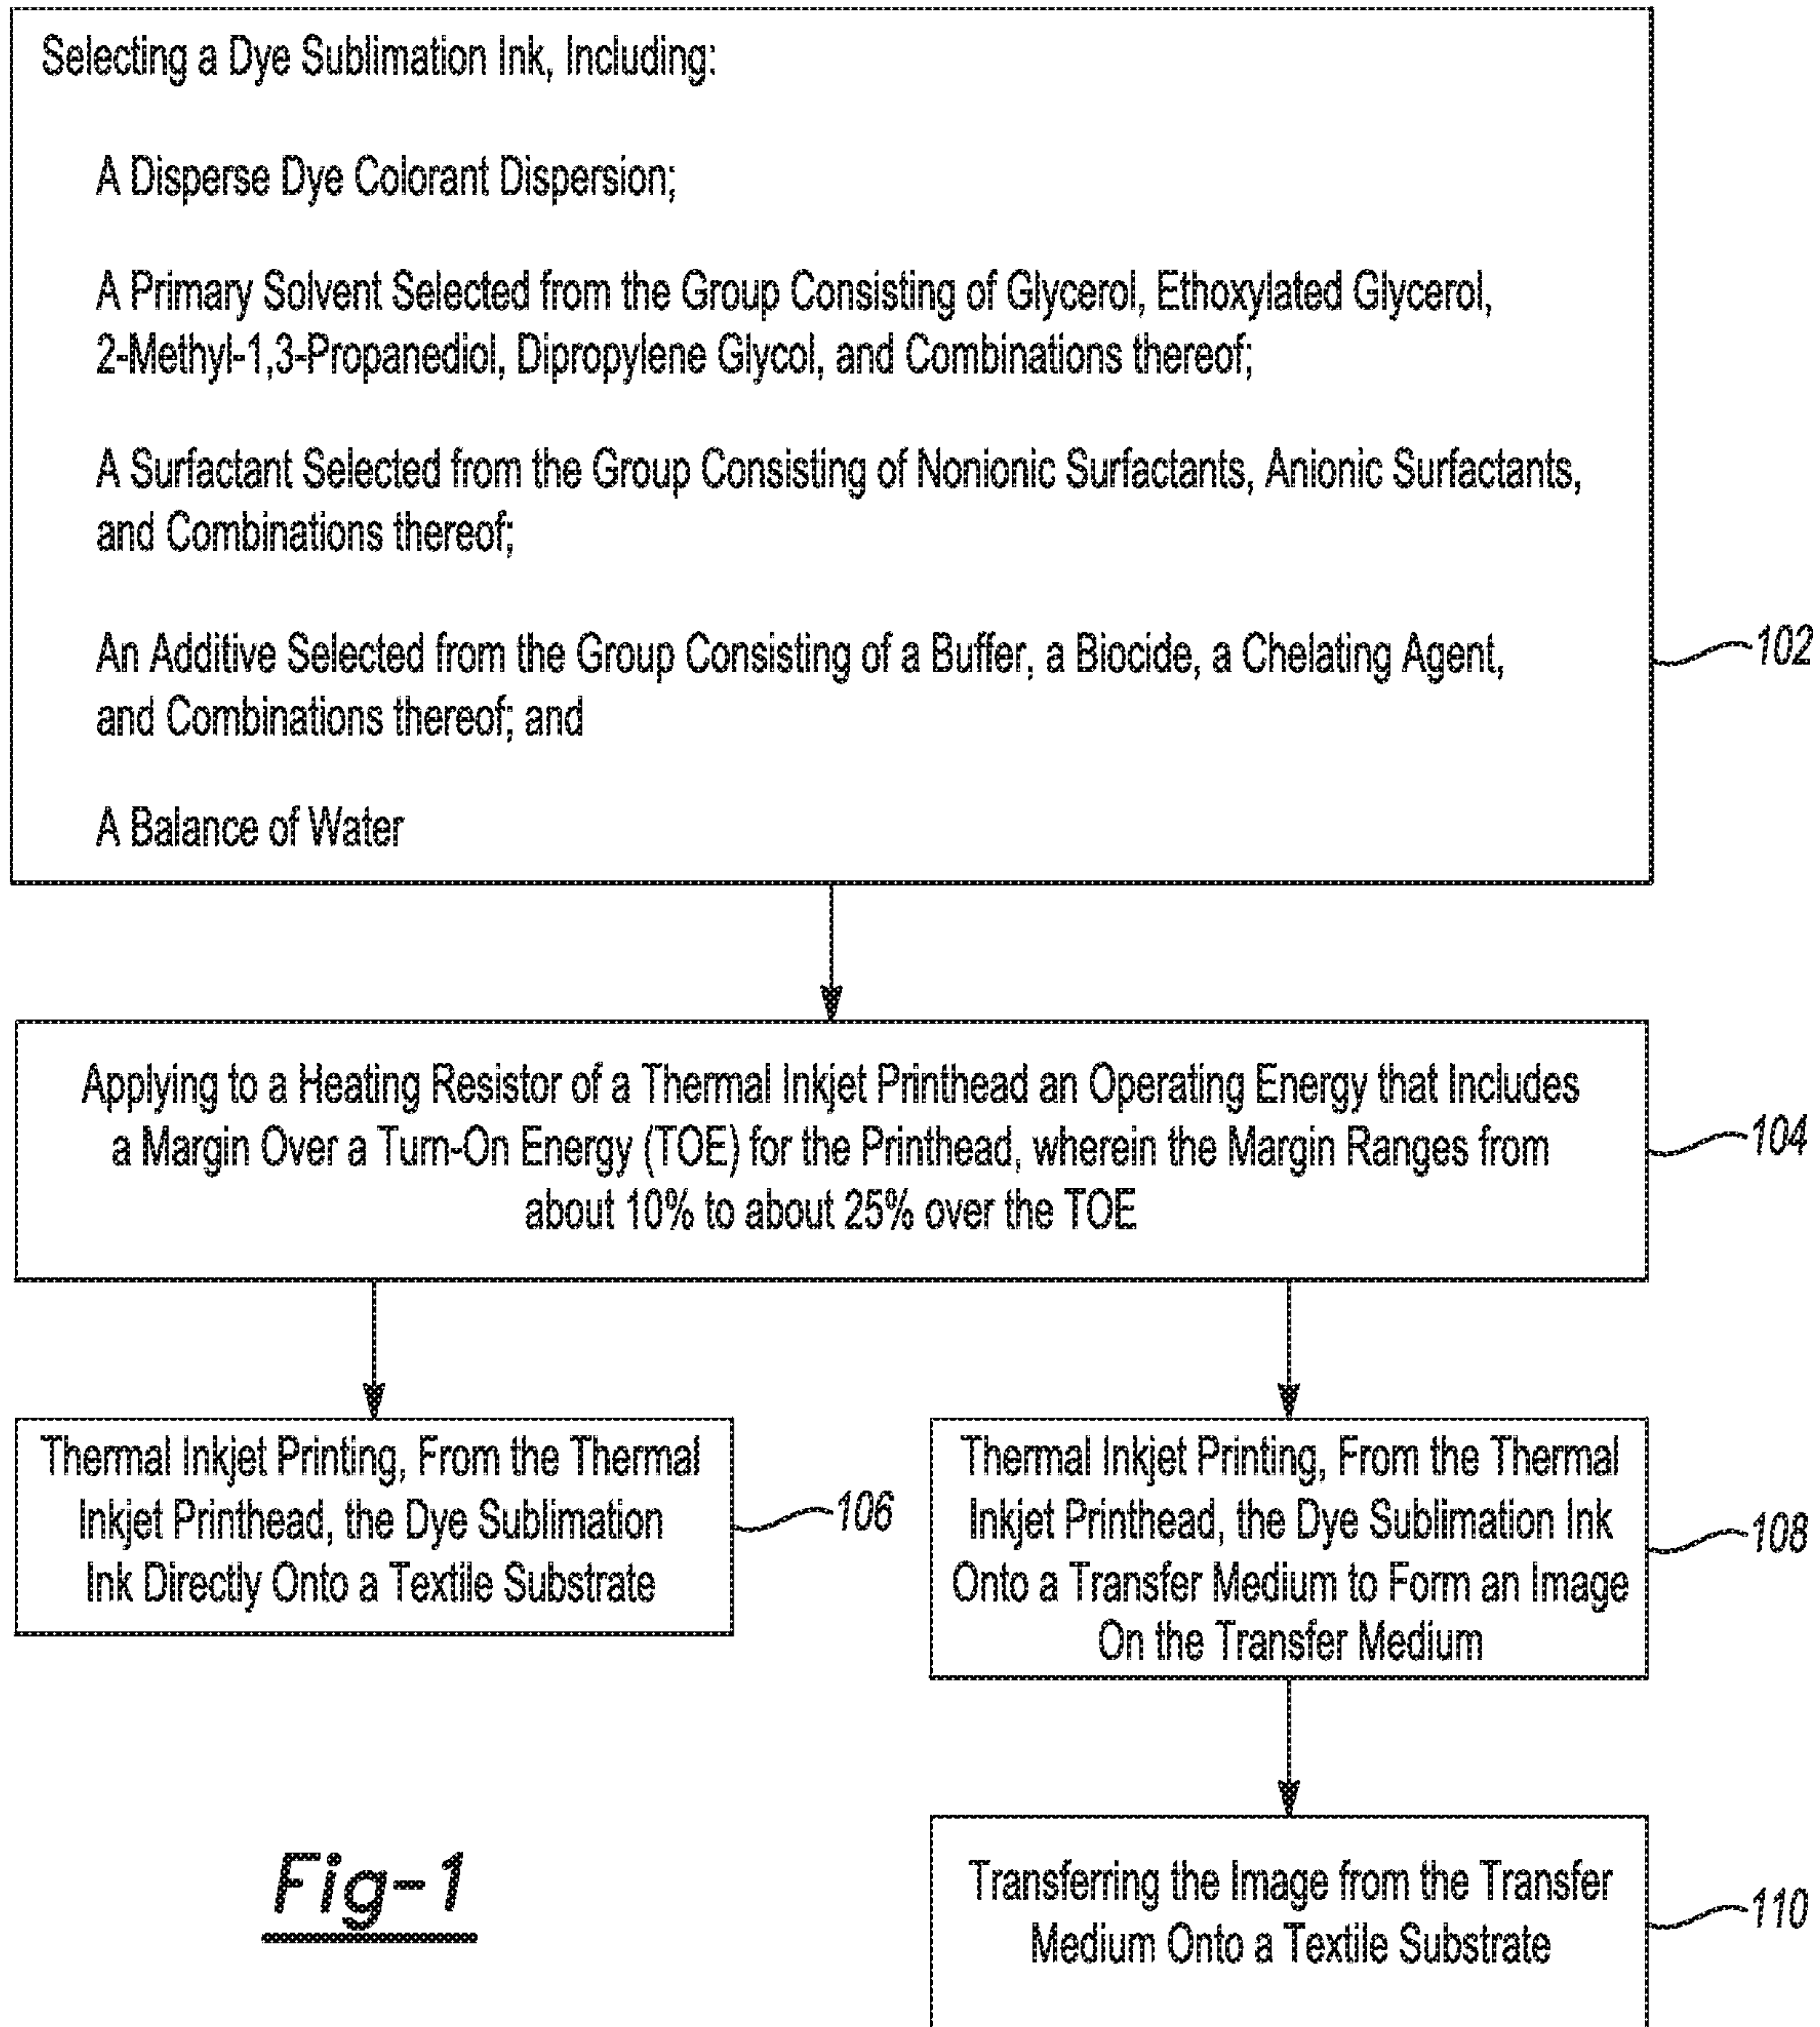 Selecting a Dye Sublimation Ink, Including:
A Disperse Dye Colorant Dispersion;
A Primary Solvent Selected from the Group Consisting of Glycerol, Ethoxylated Glycerol,
2-Methyl-1,3-Propanediol, Dipropylene Glycol, and Combinations thereof;
A Surfactant Selected from the Group Consisting of Nonionic Surfactants, Anionic Surfactants,
and Combinations thereof;
An Additive Selected from the Group Consisting of a Buffer, a Biocide, a Chelating Agent,
and Combinations thereof; and
A Balance of Water
102
Applying to a Heating Resistor of a Thermal Inkjet Printhead an Operating Energy that Includes
a Margin Over a Turn-On Energy (TOE) for the Printhead, wherein the Margin Ranges from
about 10% to about 25% over the TOE
104
Thermal Inkjet Printing, From the Thermal
Inkjet Printhead, the Dye Sublimation
Ink Directly Onto a Textile Substrate
106
Thermal Inkjet Printing, From the Thermal
Inkjet Printhead, the Dye Sublimation Ink
Onto a Transfer Medium to Form an Image
On the Transfer Medium
108
Transferring the Image from the Transfer
Medium Onto a Textile Substrate
110
Fig-1